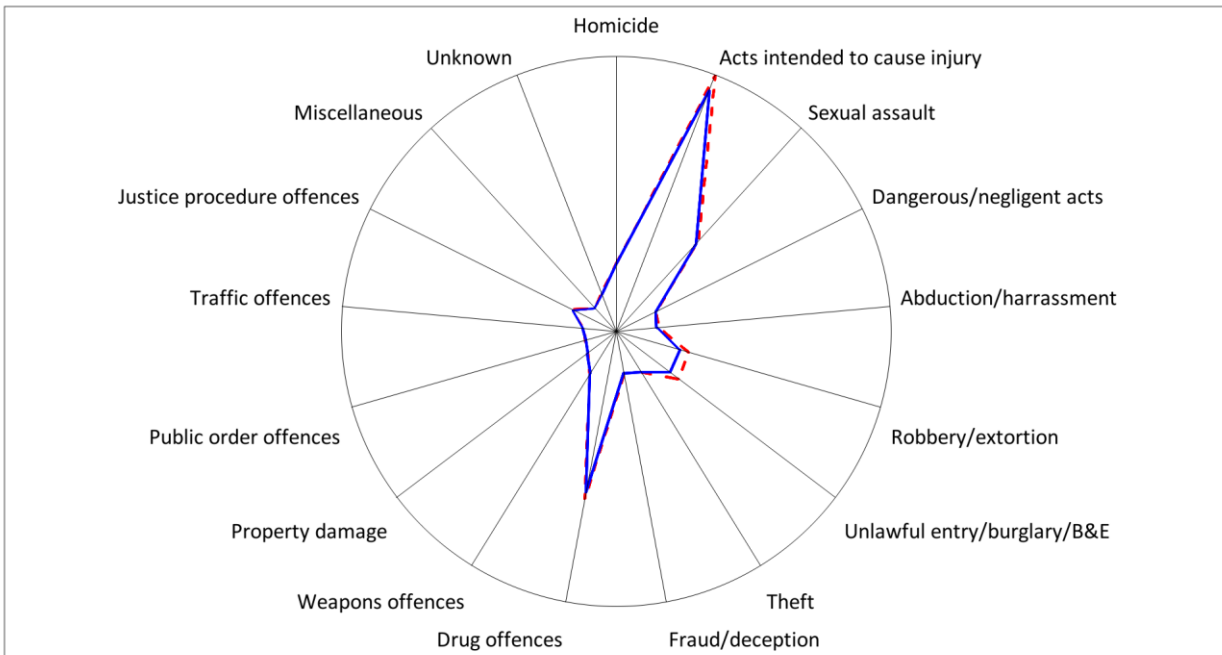 Homicide
Acts intended to cause injury
Sexual assault
Dangerous/negligent acts
Abduction/harrassment
Robbery/extortion
Unlawful entry/burglary/B&E
Theft
Fraud/deception
Drug offences
Weapons offences
Property damage
Public order offences
Traffic offences
Justice procedure offences
Miscellaneous
Unknown